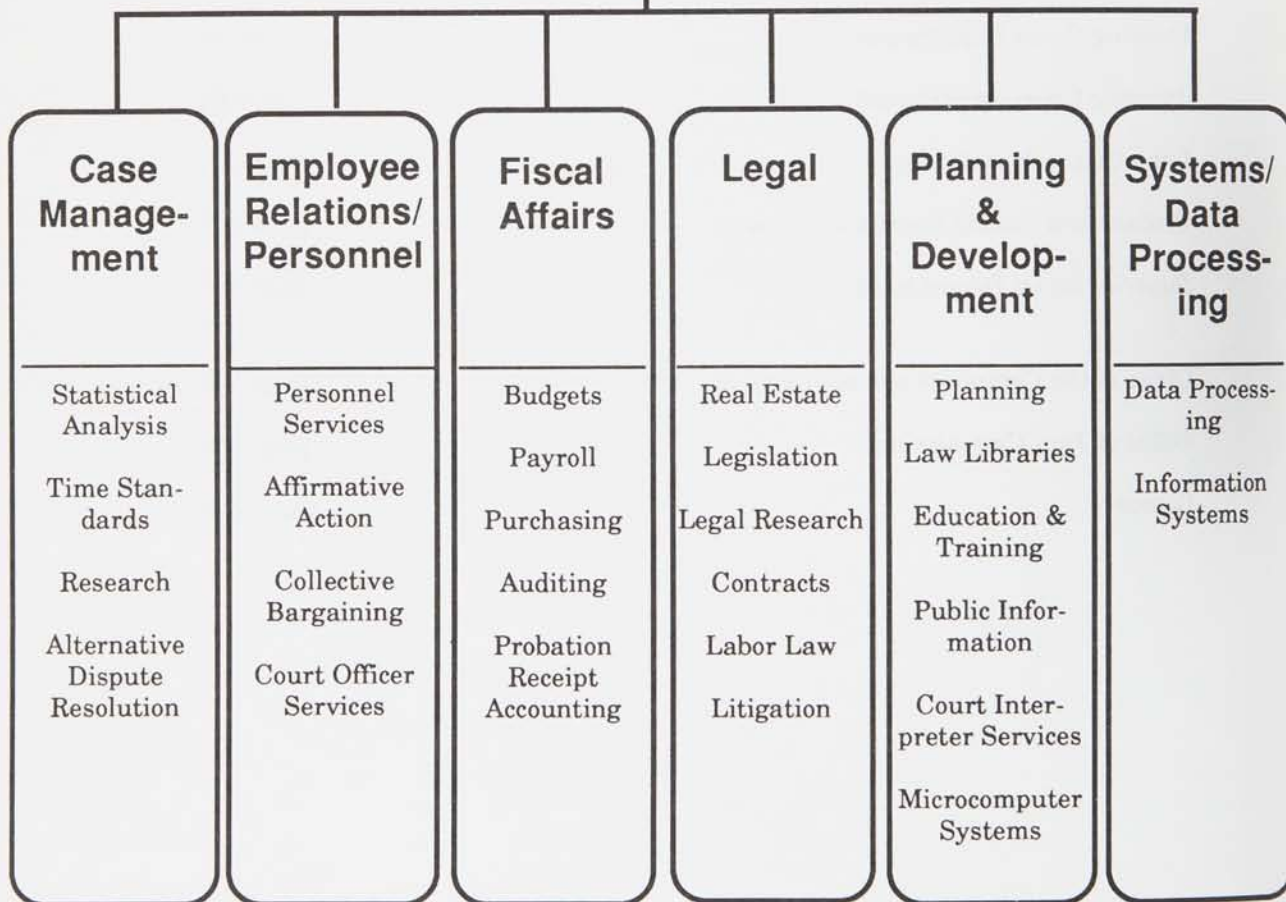 Case
Manage-
ment
Statistical
Analysis
Time Stan-
dards
Research
Alternative
Dispute
Resolution
Employee
Relations/
Personnel
Personnel
Services
Affirmative
Action
Collective
Bargaining
Court Officer
Services
Fiscal
Affairs
Budgets
Payroll
Purchasing
Auditing
Probation
Receipt
Accounting
Legal
Real Estate
Legislation
Legal Research
Contracts
Labor Law
Litigation
Planning
&
Develop-
ment
Planning
Law Libraries
Education &
Training
Public Infor-
mation
Court Inter-
preter Services
Microcomputer
Systems
Systems/
Data
Process-
ing
Data Process-
ing
Information
Systems